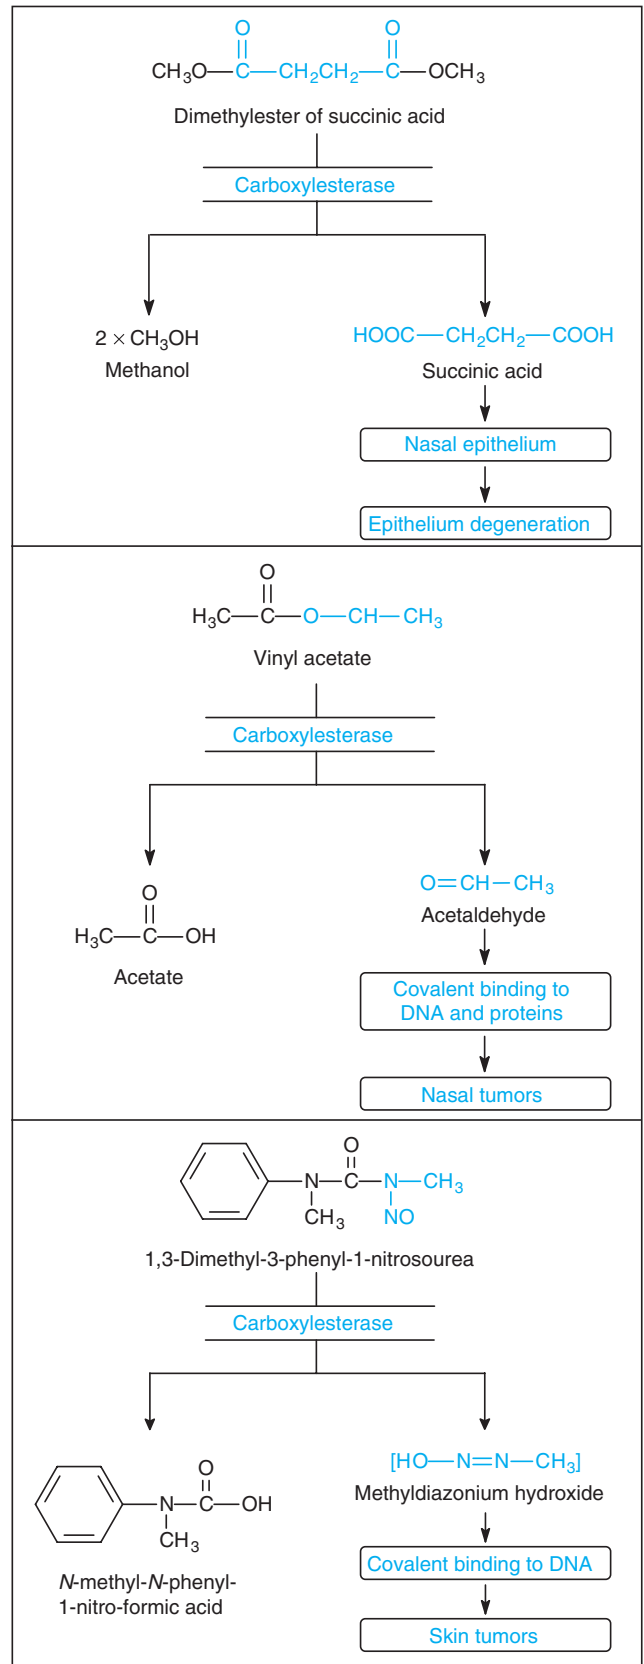 O O
CH₃O—C—CH₂CH₂—C—OCH₃
Dimethylester of succinic acid
Carboxylesterase
2 × CH₃OH
Methanol
HOOC—CH₂CH₂—COOH
Succinic acid
Nasal epithelium
Epithelium degeneration
O
H₃C—C—O—CH—CH₃
Vinyl acetate
Carboxylesterase
O
H₃C—C—OH
Acetate
O=CH—CH₃
Acetaldehyde
Covalent binding to
DNA and proteins
Nasal tumors
O
N—C—N—CH₃
CH₃ NO
1,3-Dimethyl-3-phenyl-1-nitrosourea
Carboxylesterase
O
N—C—OH
CH₃
N-methyl-N-phenyl-
1-nitro-formic acid
[HO—N=N—CH₃]
Methyldiazonium hydroxide
Covalent binding to DNA
Skin tumors